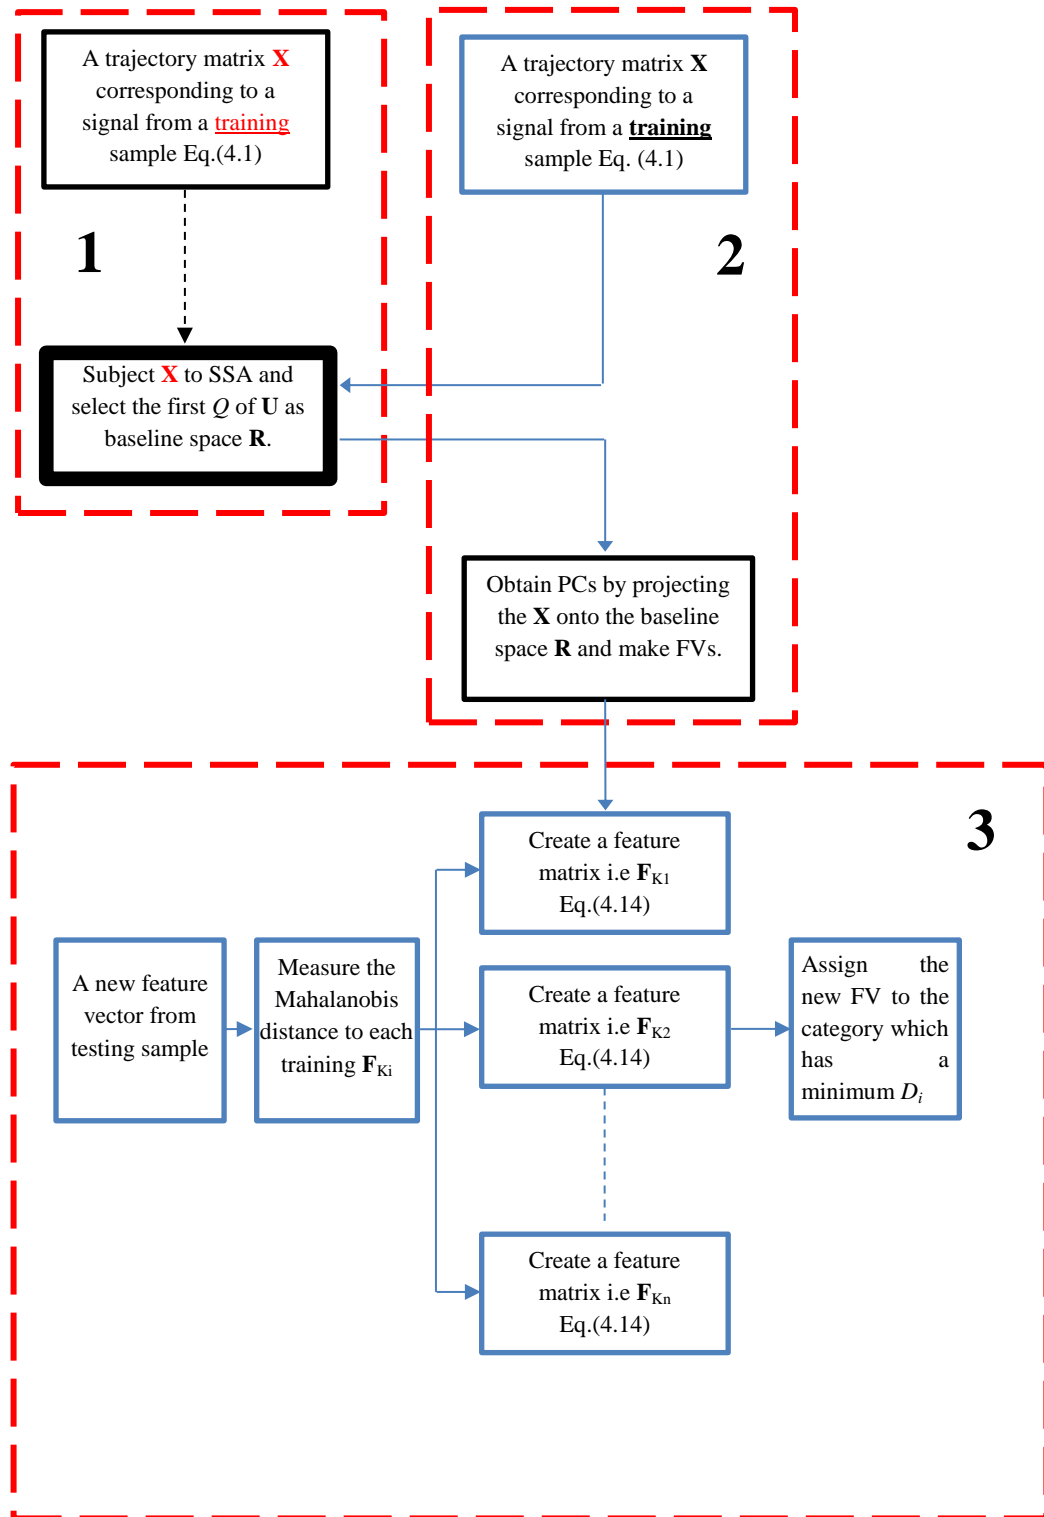 A trajectory matrix X
corresponding to a
signal from a training
sample Eq.(4.1)
1
Subject X to SSA and
select the first Q of U as
baseline space R.
A trajectory matrix X
corresponding to a
signal from a training
sample Eq. (4.1)
2
Obtain PCs by projecting
the X onto the baseline
space R and make FVs.
3
A new feature
vector from
testing sample
Measure the
Mahalanobis
distance to each
training FKi
Create a feature
matrix i.e FK1
Eq.(4.14)
Create a feature
matrix i.e FK2
Eq.(4.14)
Create a feature
matrix i.e FKn
Eq.(4.14)
Assign the
new FV to the
category which
has a
minimum Di